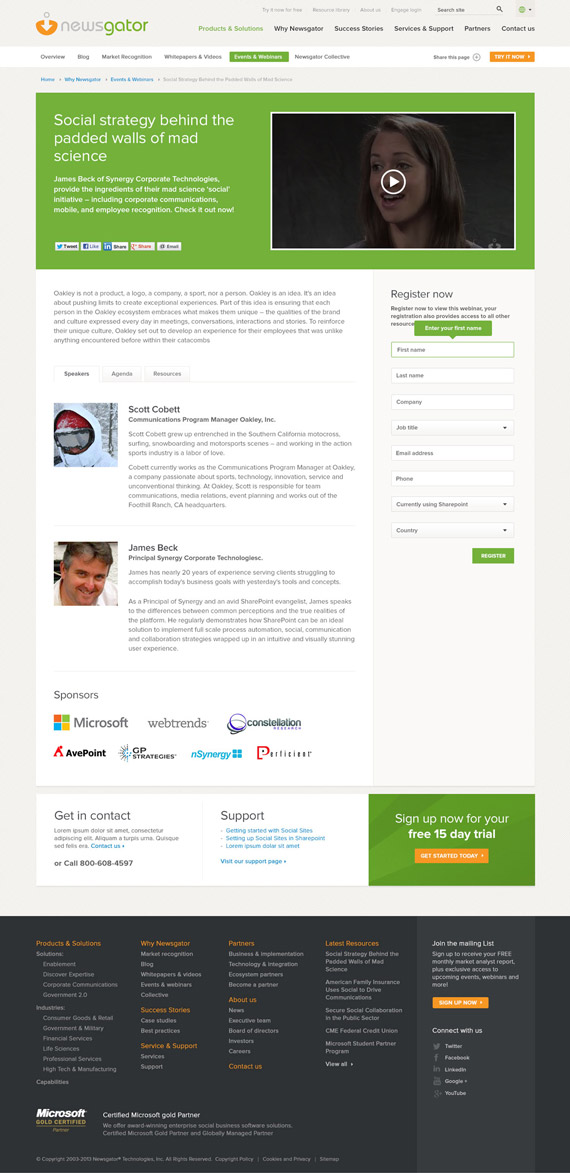 newsgator
Try it now for free
Resource library
About us
Engage login
Search site
Products & Solutions
Why Newsgator
Success Stories
Services & Support
Partners
Contact us
Overview
Blog
Market Recognition
Whitepapers & Videos
Events & Webinars
Newsgator Collective
Share this page
TRY IT NOW
Home
Why Newsgator
Events & Webinars
Social Strategy Behind the Padded Walls of Mad Science
Social strategy behind the
padded walls of mad
science
James Beck of Synergy Corporate Technologies,
provide the ingredients of their mad science 'social'
initiative – including corporate communications,
mobile, and employee recognition. Check it out now!
Tweet
Like
Share
Share
Email
Oakley is not a product, a logo, a company, a sport, nor a person. Oakley is an idea. It's an idea
about pushing limits to create exceptional experiences. Part of this idea is ensuring that each
person in the Oakley ecosystem embraces what makes them unique – the qualities of the brand
and culture expressed every day in meetings, conversations, interactions and stories. To reinforce
their unique culture, Oakley set out to develop an experience for their employees that was unlike
anything encountered before within their catacombs
Speakers
Agenda
Resources
Scott Cobett
Communications Program Manager Oakley, Inc.
Scott Cobett grew up entrenched in the Southern California motocross,
surfing, snowboarding and motorsports scenes – and working in the action
sports industry is a labor of love.
Cobett currently works as the Communications Program Manager at Oakley,
a company passionate about sports, technology, innovation, service and
unconventional thinking. At Oakley, Scott is responsible for team
communications, media relations, event planning and works out of the
Foothill Ranch, CA headquarters.
James Beck
Principal Synergy Corporate Technologiesc.
James has nearly 20 years of experience serving clients struggling to
accomplish today's business goals with yesterday's tools and concepts.
As a Principal of Synergy and an avid SharePoint evangelist, James speaks
to the differences between common perceptions and the true realities of
the platform. He regularly demonstrates how SharePoint can be an ideal
solution to implement full scale process automation, social, communication
and collaboration strategies wrapped up in an intuitive and visually stunning
user experience.
Sponsors
Microsoft
webtrends
constellation
RESEARCH
AvePoint
GP
STRATEGIES
nSynergy
Perficient
Register now
Register now to view this webinar, your
registration also provides access to all other
resource
Enter your first name
First name
Last name
Company
Job title
Email address
Phone
Currently using Sharepoint
Country
REGISTER
Get in contact
Lorem ipsum dolor sit amet, consectetur
adipiscing elit. Aliquam a turpis urna. Quisque
sed felis era. Contact us
or Call 800-608-4597
Support
- Getting started with Social Sites
- Setting up Social Sites in Sharepoint
- Lorem ipsum dolor sit amet
Visit our support page
Sign up now for your
free 15 day trial
GET STARTED TODAY
Products & Solutions
Solutions:
Enablement
Discover Expertise
Corporate Communications
Government 2.0
Industries:
Consumer Goods & Retail
Government & Military
Financial Services
Life Sciences
Professional Services
High Tech & Manufacturing
Capabilities
Why Newsgator
Market recognition
Blog
Whitepapers & videos
Events & webinars
Collective
Success Stories
Case studies
Best practices
Service & Support
Services
Support
Partners
Business & implementation
Technology & integration
Ecosystem partners
Become a partner
About us
News
Executive team
Board of directors
Investors
Careers
Contact us
Latest Resources
Social Strategy Behind the
Padded Walls of Mad
Science
American Family Insurance
Uses Social to Drive
Communications
Secure Social Collaboration
in the Public Sector
CME Federal Credit Union
Microsoft Student Partner
Program
View all
Join the mailing List
Sign up to receive your FREE
monthly market analyst report,
plus exclusive access to
upcoming events, webinars and
more!
SIGN UP NOW
Connect with us
Twitter
Facebook
LinkedIn
Google +
YouTube
Microsoft
GOLD CERTIFIED
Partner
Certified Microsoft gold Partner
We offer award-winning enterprise social business software solutions.
Certified Microsoft Gold Partner and Globally Managed Partner
© Copyright 2003-2013 Newsgator® Technologies, Inc. All Rights Reserved. Copyright Policy | Cookies and Privacy | Sitemap